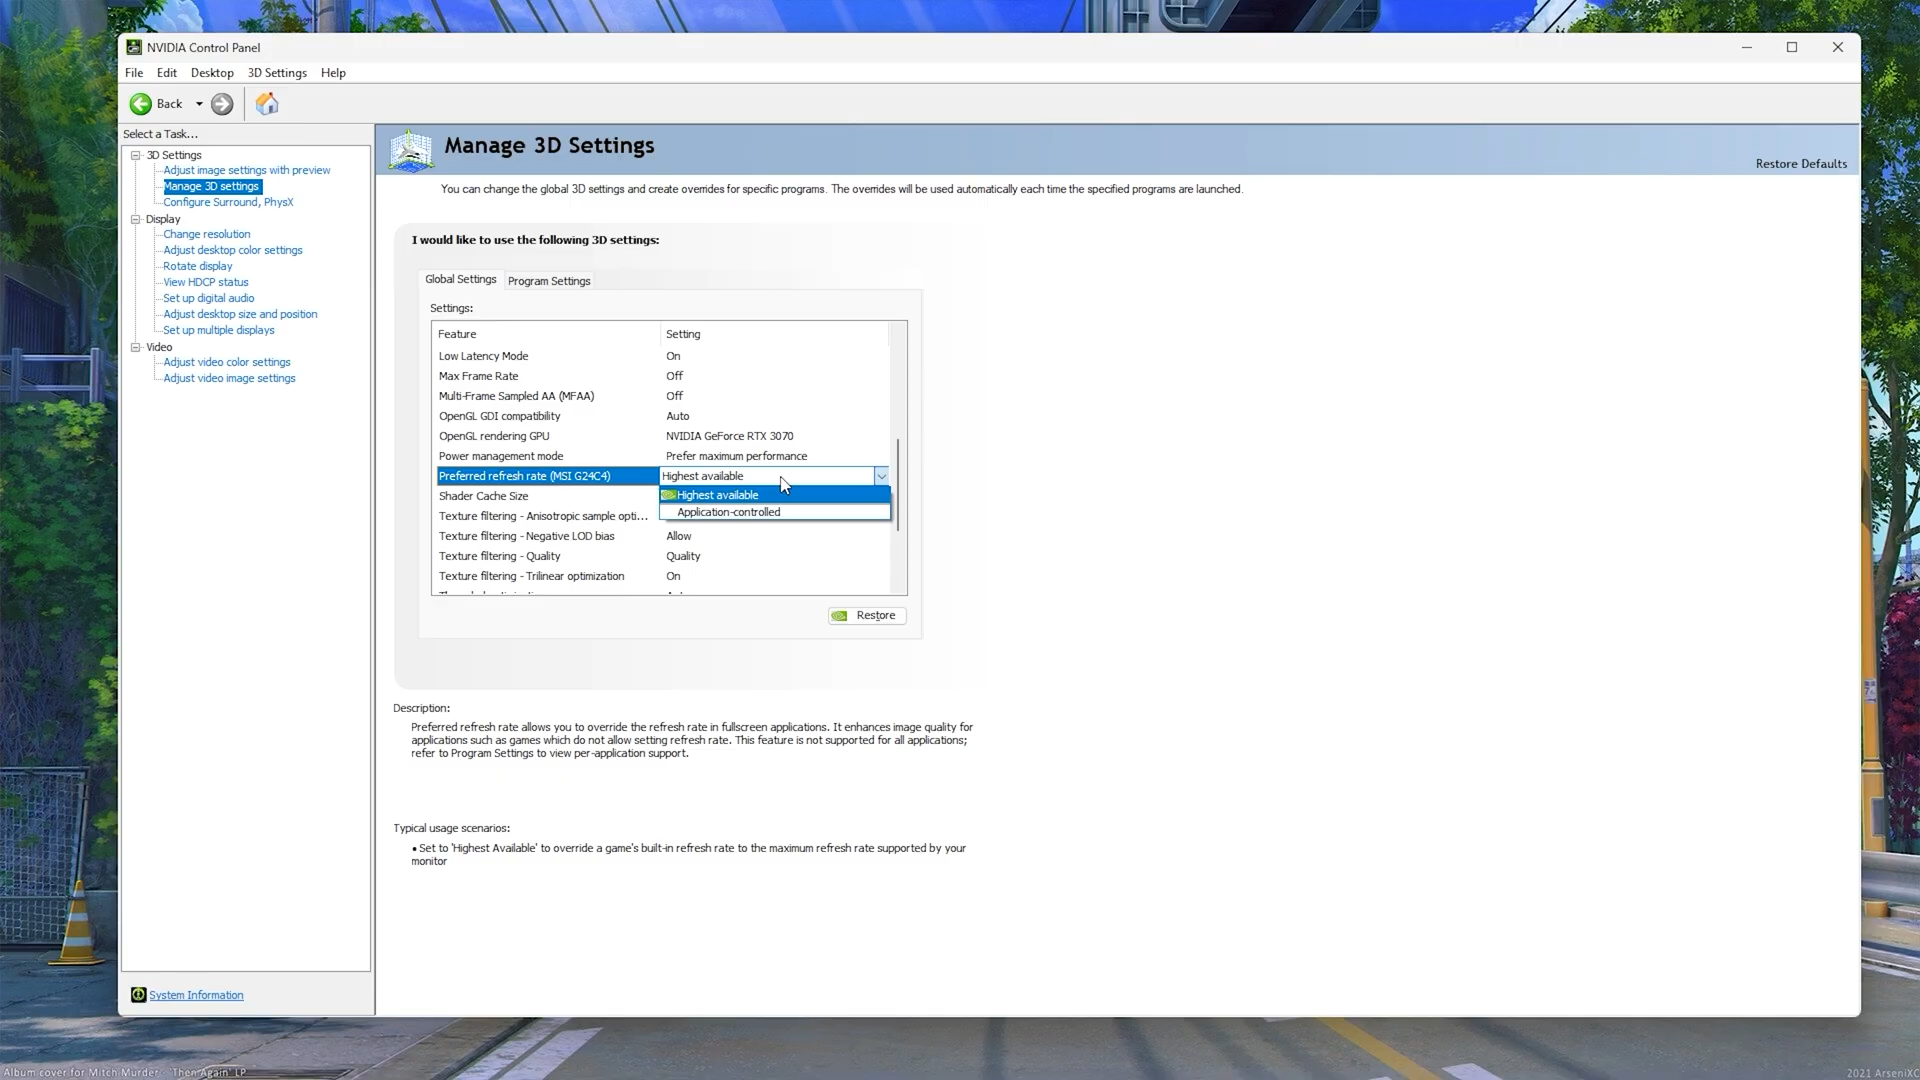 NVIDIA Control Panel
File Edit Desktop 3D Settings Help
Back
Select a Task...
3D Settings
Adjust image settings with preview
Manage 3D settings
Configure Surround, PhysX
Display
Change resolution
Adjust desktop color settings
Rotate display
View HDCP status
Set up digital audio
Adjust desktop size and position
Set up multiple displays
Video
Adjust video color settings
Adjust video image settings
System Information
Manage 3D Settings
Restore Defaults
You can change the global 3D settings and create overrides for specific programs. The overrides will be used automatically each time the specified programs are launched.
I would like to use the following 3D settings:
Global Settings Program Settings
Settings:
Feature Setting
Low Latency Mode On
Max Frame Rate Off
Multi-Frame Sampled AA (MFAA) Off
OpenGL GDI compatibility Auto
OpenGL rendering GPU NVIDIA GeForce RTX 3070
Power management mode Prefer maximum performance
Preferred refresh rate (MSI G24C4) Highest available
Shader Cache Size Highest available
Texture filtering - Anisotropic sample opti... Application-controlled
Texture filtering - Negative LOD bias Allow
Texture filtering - Quality Quality
Texture filtering - Trilinear optimization On
Restore
Description:
Preferred refresh rate allows you to override the refresh rate in fullscreen applications. It enhances image quality for
applications such as games which do not allow setting refresh rate. This feature is not supported for all applications;
refer to Program Settings to view per-application support.
Typical usage scenarios:
• Set to 'Highest Available' to override a game's built-in refresh rate to the maximum refresh rate supported by your
monitor
Album cover for Mitch Murder - 'Then Again' LP
2021 ArseniXC